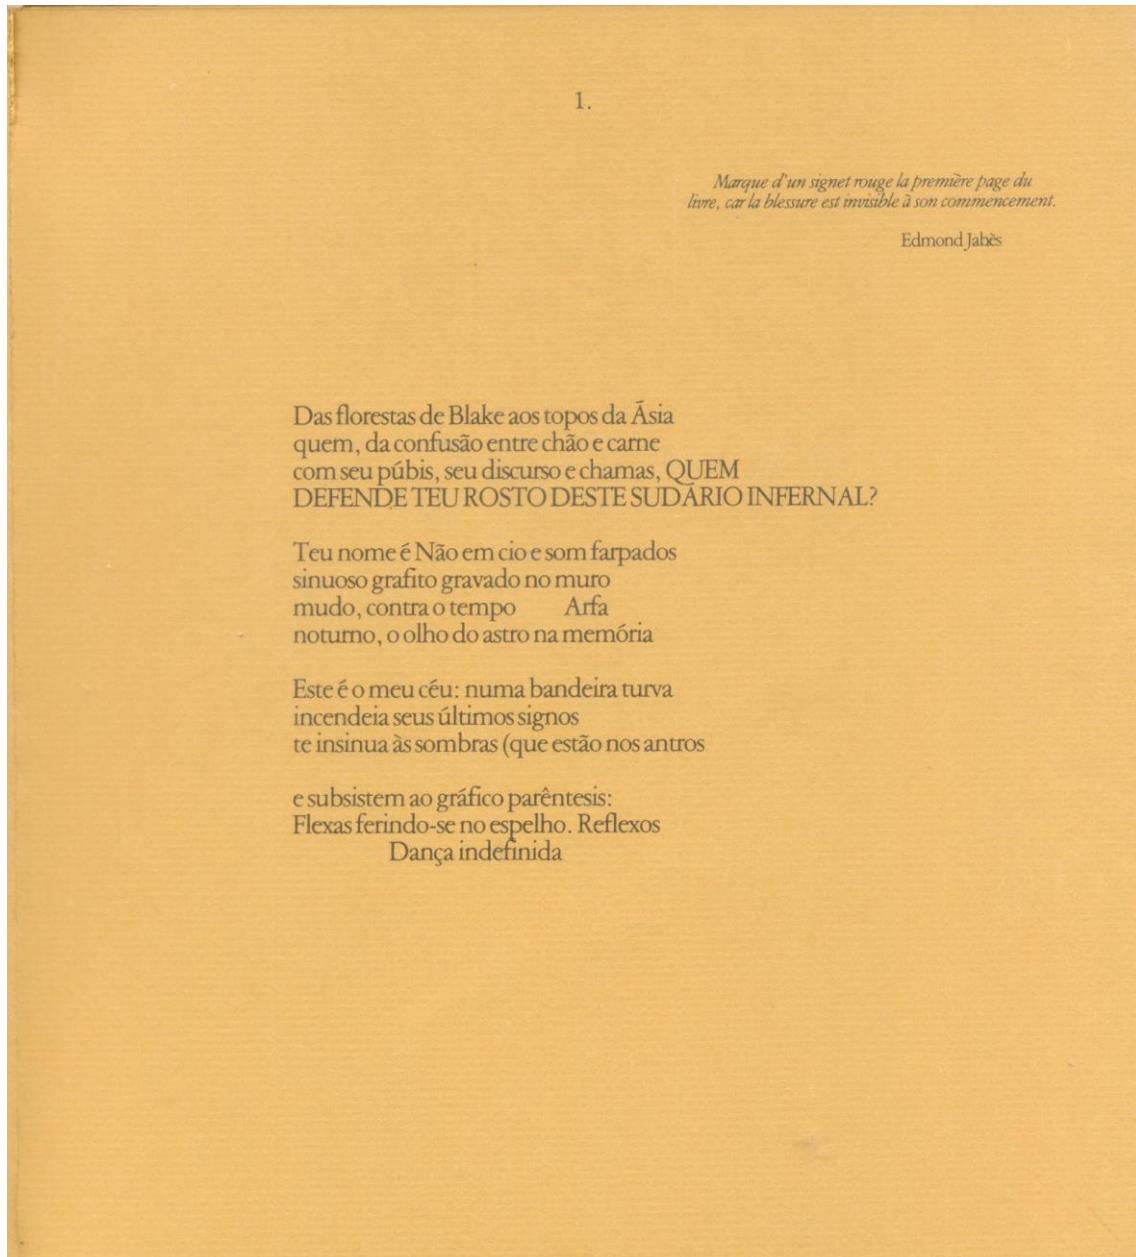 1.
Marque d'un signet rouge la première page du
livre, car la blessure est invisible à son commencement.
Edmond Jabès
Das florestas de Blake aos topos da Ásia
quem, da confusão entre chão e carne
com seu púbis, seu discurso e chamas, QUEM
DEFENDE TEU ROSTO DESTE SUDÁRIO INFERNAL?
Teu nome é Não em cio e som farpados
sinuoso grafito gravado no muro
mudo, contra o tempo Arfa
noturno, o olho do astro na memória
Este é o meu céu: numa bandeira turva
incendeia seus últimos signos
te insinua às sombras (que estão nos antros
e subsistem ao gráfico parêntesis:
Flexas ferindo-se no espelho. Reflexos
Dança indefinida